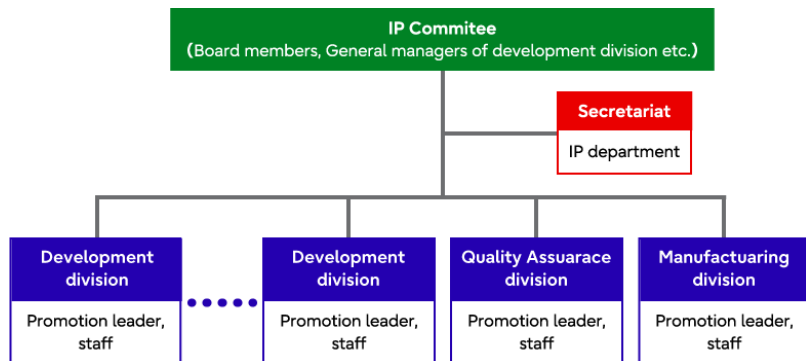 IP Commitee
(Board members, General managers of development division etc.)
Secretariat
IP department
Development
division
Promotion leader,
staff
Development
division
Promotion leader,
staff
Quality Assuarace
division
Promotion leader,
staff
Manufactuaring
division
Promotion leader,
staff